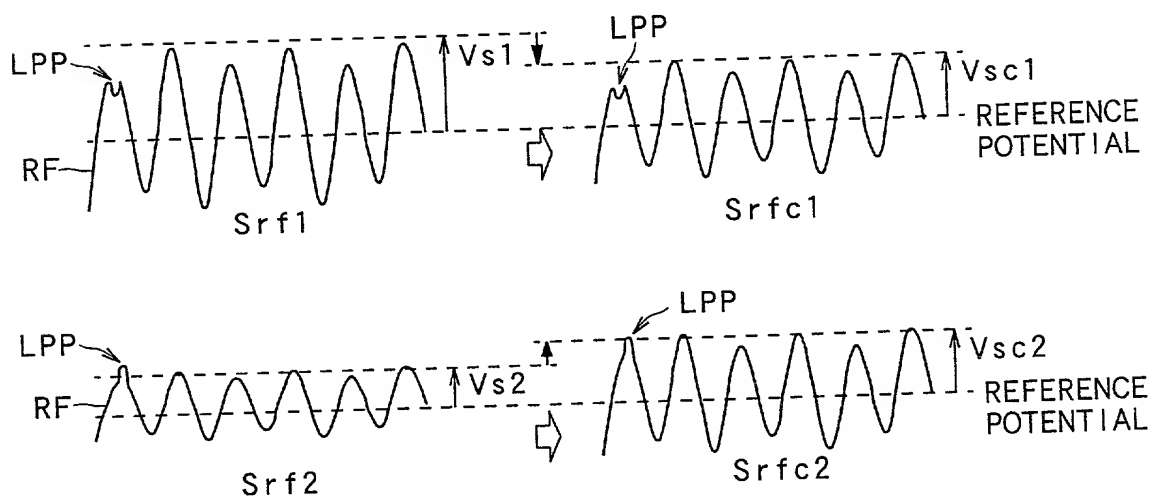 LPP
Vs1
LPP
Vsc1
REFERENCE
POTENTIAL
RF
Srf1
Srfc1
LPP
LPP
Vs2
Vsc2
RF
REFERENCE
POTENTIAL
Srf2
Srfc2